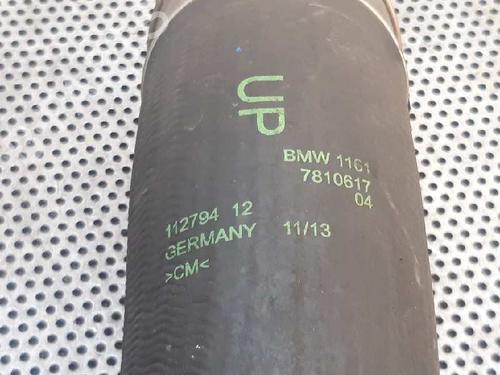 UP
BMW 1161
7810617
04
112794 12
GERMANY 11/13
>CM<